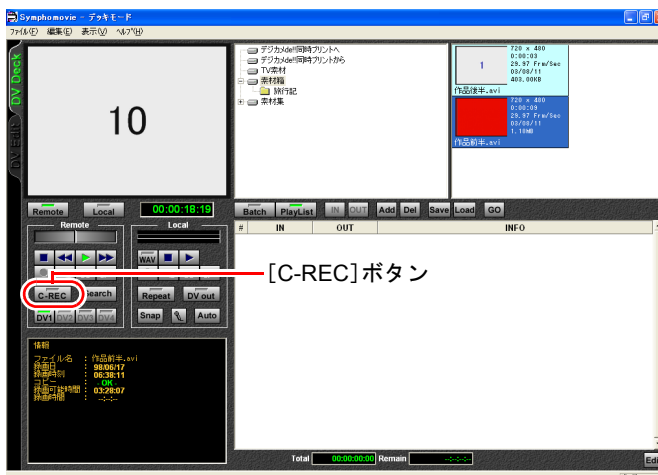 Symphomovie - デッキモード
ファイル(F) 編集(E) 表示(V) ヘルプ(H)
DV Deck
DV Edit
10
デジカメde!!同時プリントへ
デジカメde!!同時プリントから
TV素材
素材箱
旅行記
素材集
1
720 x 480
0:00:03
29.97 Frm/Sec
03/08/11
403.00KB
作品後半.avi
720 x 480
0:00:09
29.97 Frm/Sec
03/08/11
1.18MB
作品前半.avi
Remote Local 00:00:18:19
Batch PlayList IN OUT Add Del Save Load GO
Remote Local
# IN OUT INFO
WAV
[C-REC]ボタン
C-REC Search Repeat DV out
DV1 DV2 DV3 DV4 Snap Auto
情報
ファイル名 : 作品前半.avi
録画日 : 98/06/17
録画時刻 : 06:38:11
コピー : - OK -
録画可能時間 : 03:28:07
録画時間 : --:--:--
Total 00:00:00:00 Remain --:--:--:--
Edi